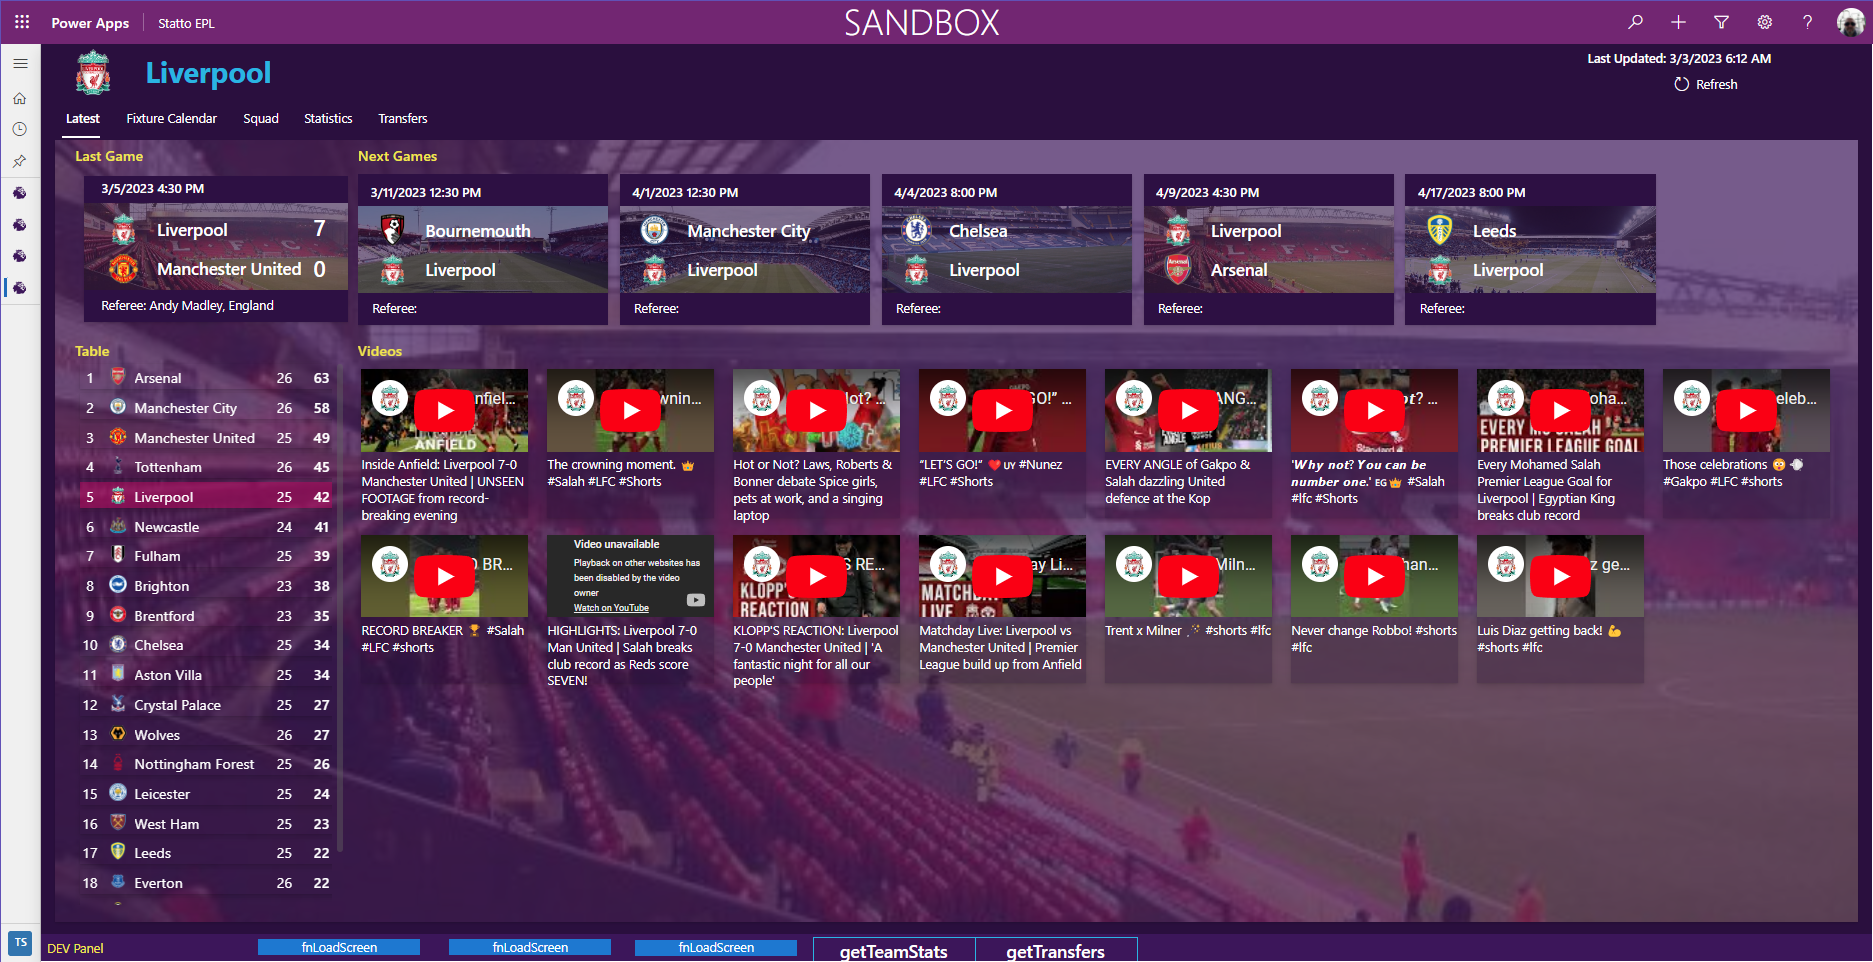 Power Apps
Statto EPL
SANDBOX
Liverpool
Last Updated: 3/3/2023 6:12 AM
Refresh
Latest
Fixture Calendar
Squad
Statistics
Transfers
Last Game
3/5/2023 4:30 PM
Liverpool 7
Manchester United 0
Referee: Andy Madley, England
Next Games
3/11/2023 12:30 PM
Bournemouth
Liverpool
Referee:
4/1/2023 12:30 PM
Manchester City
Liverpool
Referee:
4/4/2023 8:00 PM
Chelsea
Liverpool
Referee:
4/9/2023 4:30 PM
Liverpool
Arsenal
Referee:
4/17/2023 8:00 PM
Leeds
Liverpool
Referee:
Table
1 Arsenal 26 63
2 Manchester City 26 58
3 Manchester United 25 49
4 Tottenham 26 45
5 Liverpool 25 42
6 Newcastle 24 41
7 Fulham 25 39
8 Brighton 23 38
9 Brentford 23 35
10 Chelsea 25 34
11 Aston Villa 25 34
12 Crystal Palace 25 27
13 Wolves 26 27
14 Nottingham Forest 25 26
15 Leicester 25 24
16 West Ham 25 23
17 Leeds 25 22
18 Everton 26 22
Videos
ANFIELD
Inside Anfield: Liverpool 7-0
Manchester United | UNSEEN
FOOTAGE from record-
breaking evening
The crowning moment. 👑
#Salah #LFC #Shorts
Hot or Not? Laws, Roberts &
Bonner debate Spice girls,
pets at work, and a singing
laptop
“LET'S GO!” ❤️ UY #Nunez
#LFC #Shorts
EVERY ANGLE of Gakpo &
Salah dazzling United
defence at the Kop
'Why not? You can be
number one.' EG 👑 #Salah
#lfc #Shorts
EVERY MO SALAH
PREMIER LEAGUE GOAL
Every Mohamed Salah
Premier League Goal for
Liverpool | Egyptian King
breaks club record
Those celebrations 😳 💨
#Gakpo #LFC #shorts
RECORD BREAKER 🏆 #Salah
#LFC #shorts
Video unavailable
Playback on other websites has
been disabled by the video
owner
Watch on YouTube
HIGHLIGHTS: Liverpool 7-0
Man United | Salah breaks
club record as Reds score
SEVEN!
KLOPP'S
REACTION
KLOPP'S REACTION: Liverpool
7-0 Manchester United | 'A
fantastic night for all our
people'
MATCHDAY
LIVE
Matchday Live: Liverpool vs
Manchester United | Premier
League build up from Anfield
Trent x Milner #shorts #lfc
Never change Robbo! #shorts
#lfc
Luis Diaz getting back! 💪
#shorts #lfc
TS
DEV Panel
fnLoadScreen
fnLoadScreen
fnLoadScreen
getTeamStats
getTransfers